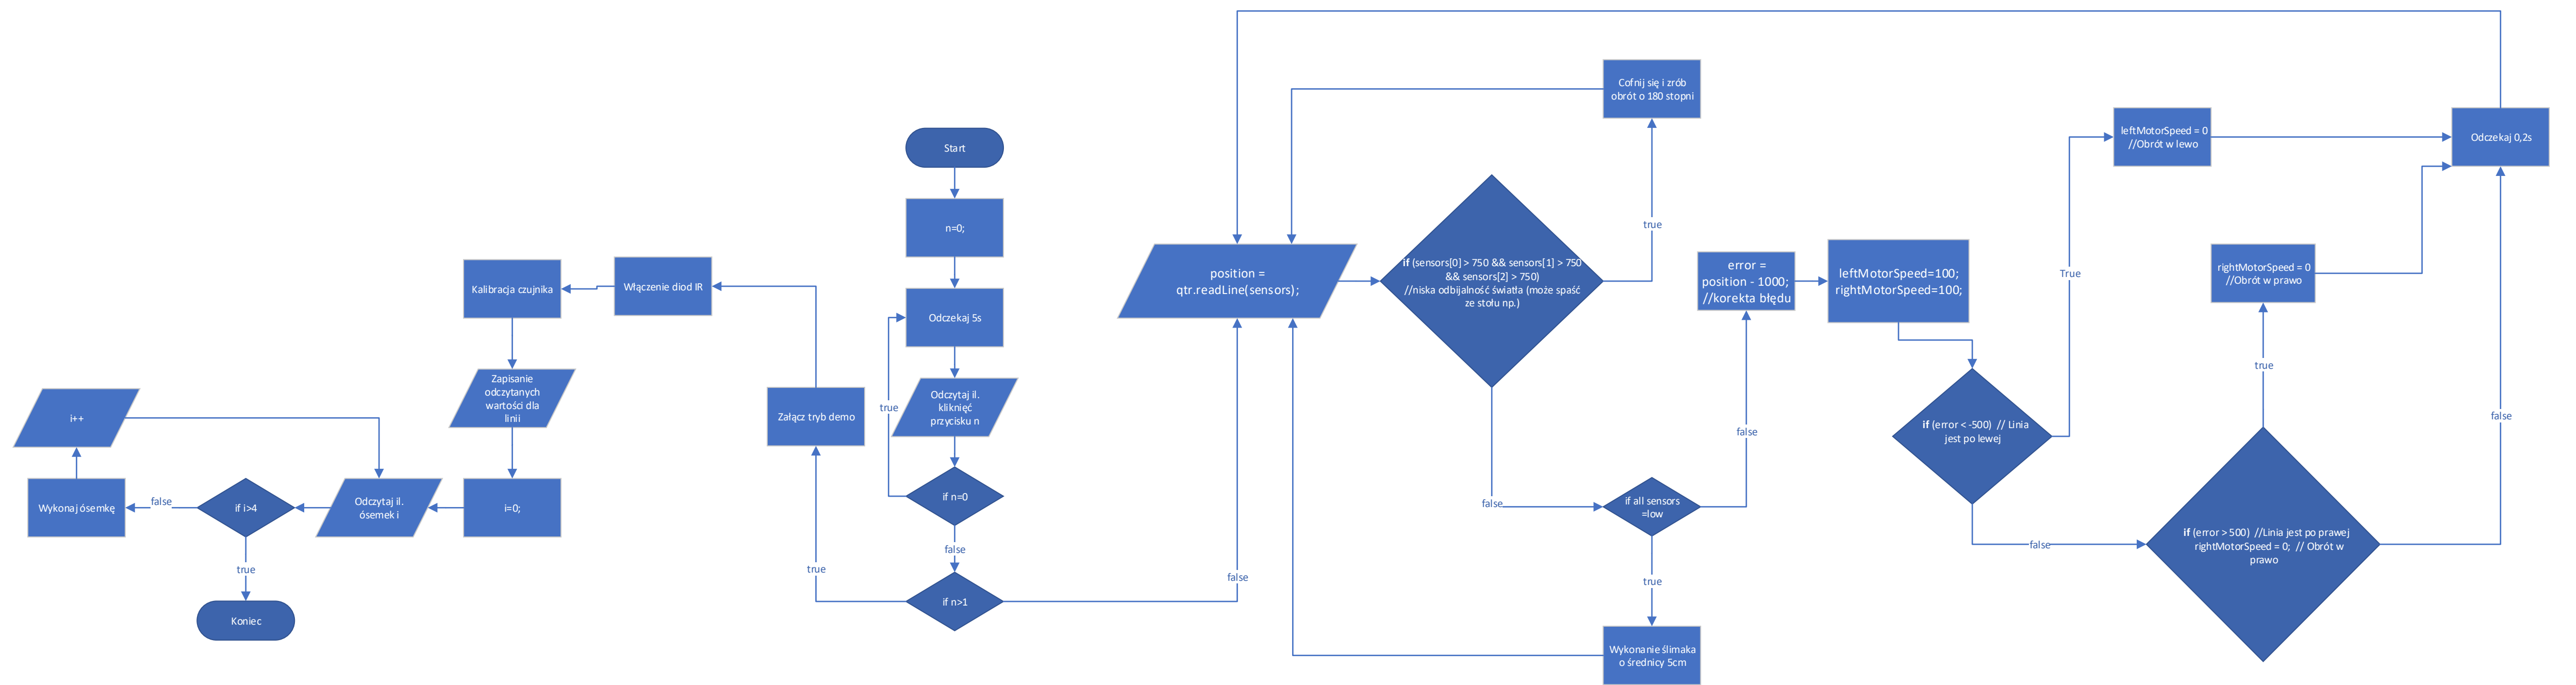 Start
n=0;
Odczekaj 5s
Odczytaj il.
kliknięć
przycisku n
if n=0
true
false
if n>1
true
false
Załącz tryb demo
Włączenie diod IR
Kalibracja czujnika
Zapisanie
odczytanych
wartości dla
linii
i=0;
Odczytaj il.
ósemek i
if i>4
false
true
Wykonaj ósemkę
i++
Koniec
position =
qtr.readLine(sensors);
if (sensors[0] > 750 && sensors[1] > 750
&& sensors[2] > 750)
//niska odbijalność światła (może spaść
ze stołu np.)
true
false
Cofnij się i zrób
obrót o 180 stopni
if all sensors
=low
true
false
Wykonanie ślimaka
o średnicy 5cm
error =
position - 1000;
//korekta błędu
leftMotorSpeed=100;
rightMotorSpeed=100;
if (error < -500)  // Linia
jest po lewej
True
false
leftMotorSpeed = 0
//Obrót w lewo
if (error > 500)  //Linia jest po prawej
rightMotorSpeed = 0;  // Obrót w
prawo
true
false
rightMotorSpeed = 0
//Obrót w prawo
Odczekaj 0,2s